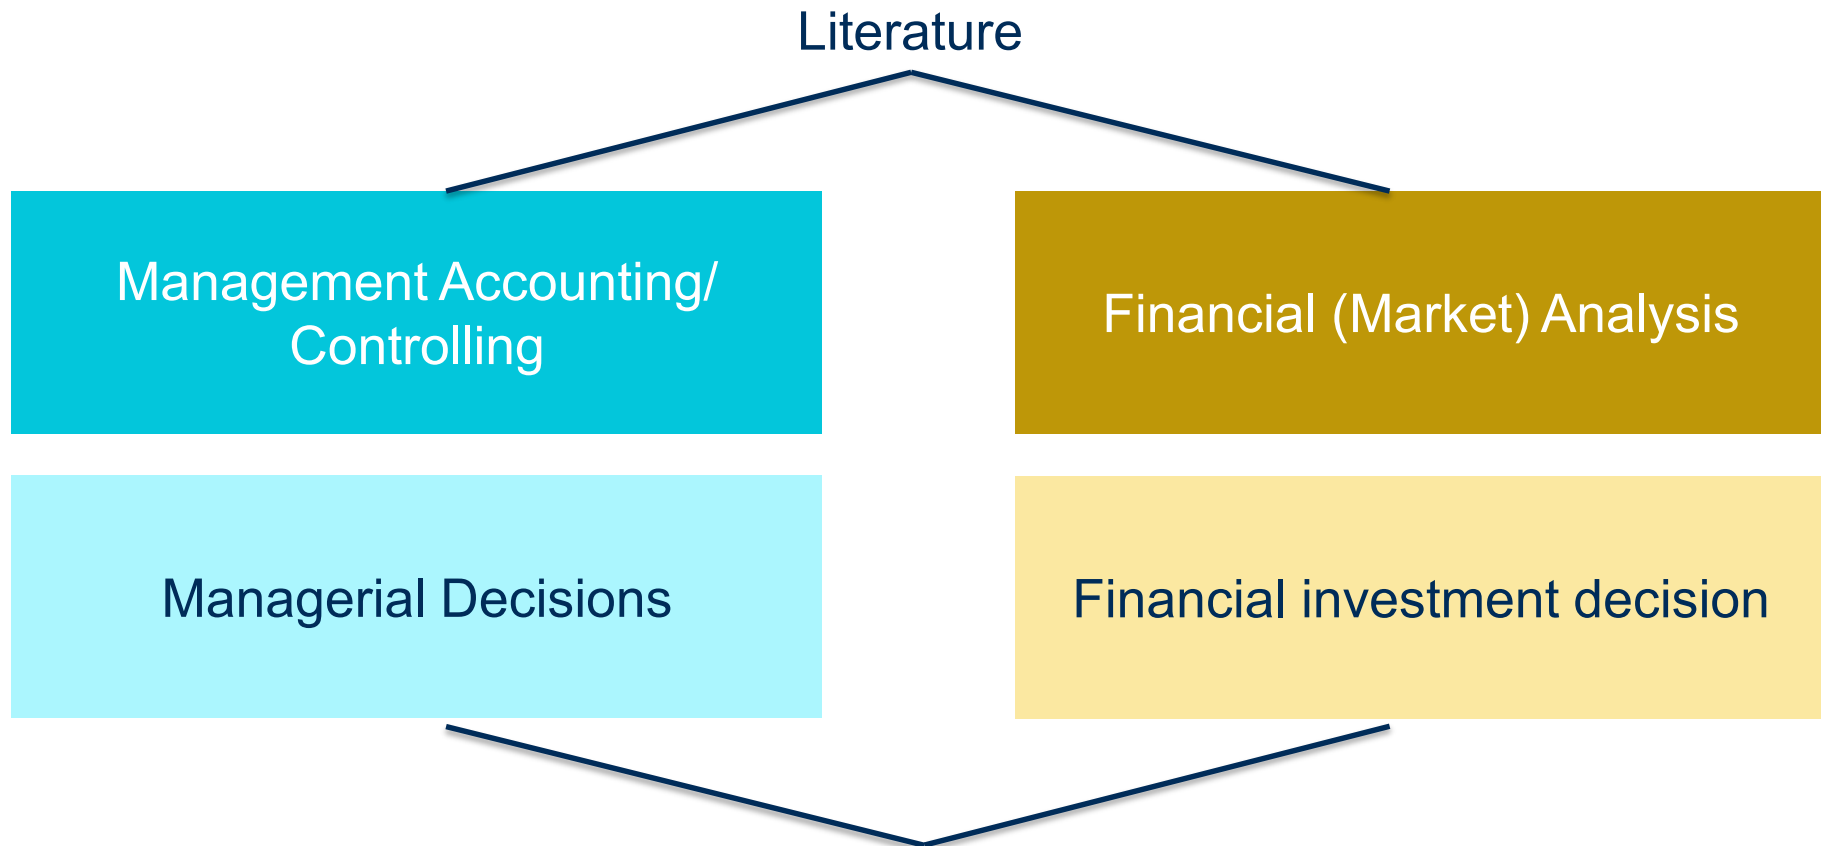 Literature
Management Accounting/
Controlling
Financial (Market) Analysis
Managerial Decisions
Financial investment decision